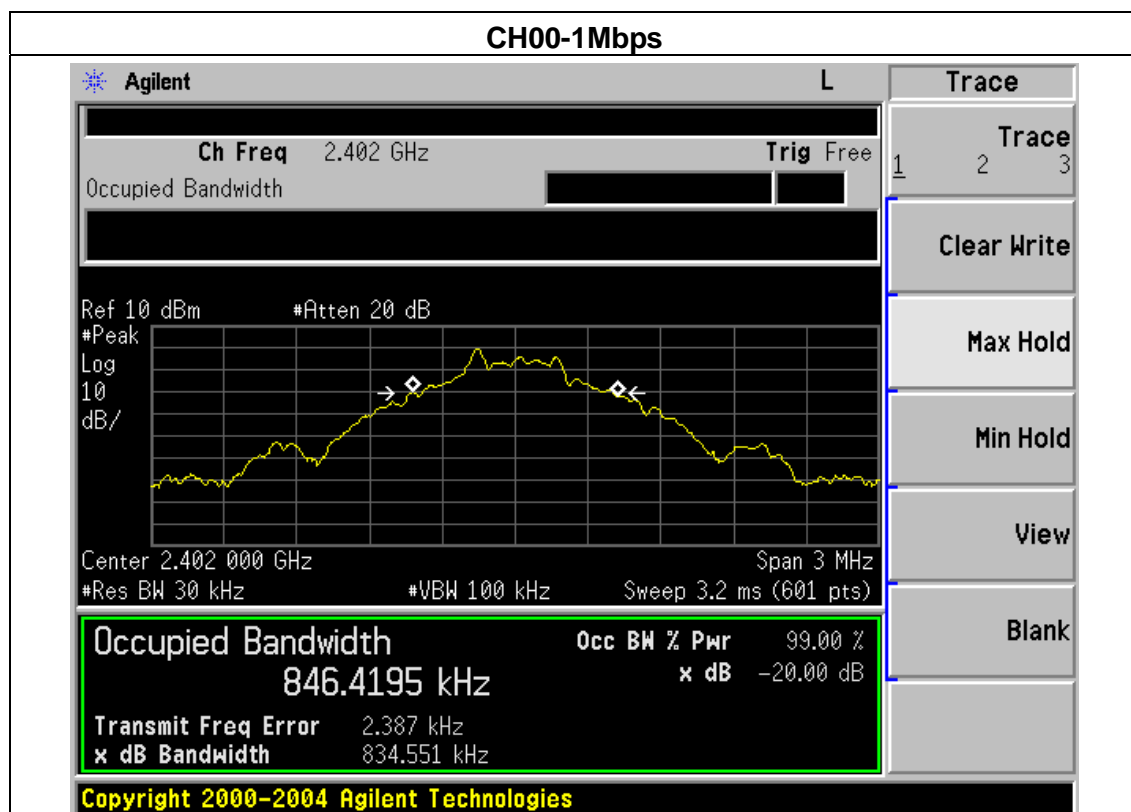 CH00-1Mbps
Agilent L Trace
Ch Freq 2.402 GHz Trig Free
Occupied Bandwidth
Trace
1 2 3
Clear Write
Max Hold
Min Hold
View
Blank
Ref 10 dBm #Atten 20 dB
#Peak
Log
10
dB/
Center 2.402 000 GHz Span 3 MHz
#Res BW 30 kHz #VBW 100 kHz Sweep 3.2 ms (601 pts)
Occupied Bandwidth Occ BW % Pwr 99.00 %
846.4195 kHz x dB -20.00 dB
Transmit Freq Error 2.387 kHz
x dB Bandwidth 834.551 kHz
Copyright 2000-2004 Agilent Technologies